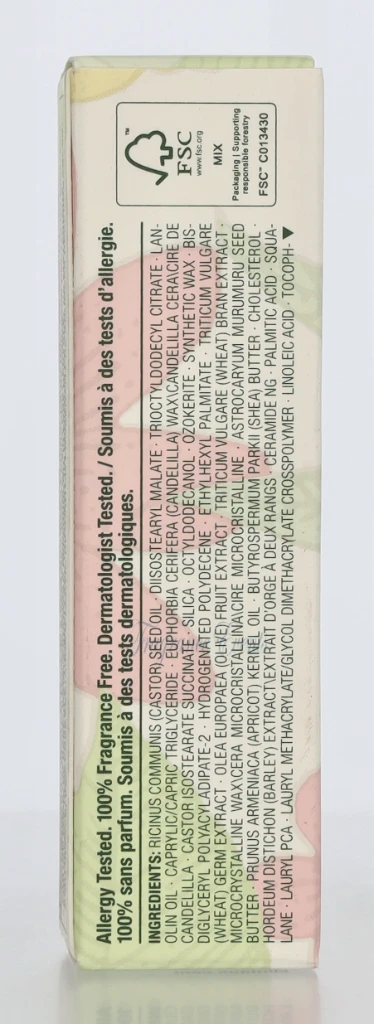 Allergy Tested. 100% Fragrance Free. Dermatologist Tested. / Soumis à des tests d'allergie.
100% sans parfum. Soumis à des tests dermatologiques.
INGREDIENTS: RICINUS COMMUNIS (CASTOR) SEED OIL · DIISOSTEARYL MALATE · TRIOCTYLDODECYL CITRATE · LAN-
OLIN OIL · CAPRYLIC/CAPRIC TRIGLYCERIDE · EUPHORBIA CERIFERA (CANDELILLA) WAX\CANDELILLA CERA\CIRE DE
CANDELILLA · CASTOR ISOSTEARATE SUCCINATE · SILICA · OCTYLDODECANOL · OZOKERITE · SYNTHETIC WAX · BIS-
DIGLYCERYL POLYACYLADIPATE-2 · HYDROGENATED POLYDECENE · ETHYLHEXYL PALMITATE · TRITICUM VULGARE
(WHEAT) GERM EXTRACT · OLEA EUROPAEA (OLIVE) FRUIT EXTRACT · TRITICUM VULGARE (WHEAT) BRAN EXTRACT ·
MICROCRYSTALLINE WAX\CERA MICROCRISTALLINA\CIRE MICROCRISTALLINE · ASTROCARYUM MURUMURU SEED
BUTTER · PRUNUS ARMENIACA (APRICOT) KERNEL OIL · BUTYROSPERMUM PARKII (SHEA) BUTTER · CHOLESTEROL ·
HORDEUM DISTICHON (BARLEY) EXTRACT\EXTRAIT D'ORGE À DEUX RANGS · CERAMIDE NG · PALMITIC ACID · SQUA-
LANE · LAURYL PCA · LAURYL METHACRYLATE/GLYCOL DIMETHACRYLATE CROSSPOLYMER · LINOLEIC ACID · TOCOPH- ▼
™
FSC
www.fsc.org
MIX
Packaging | Supporting
responsible forestry
FSC™ C013430